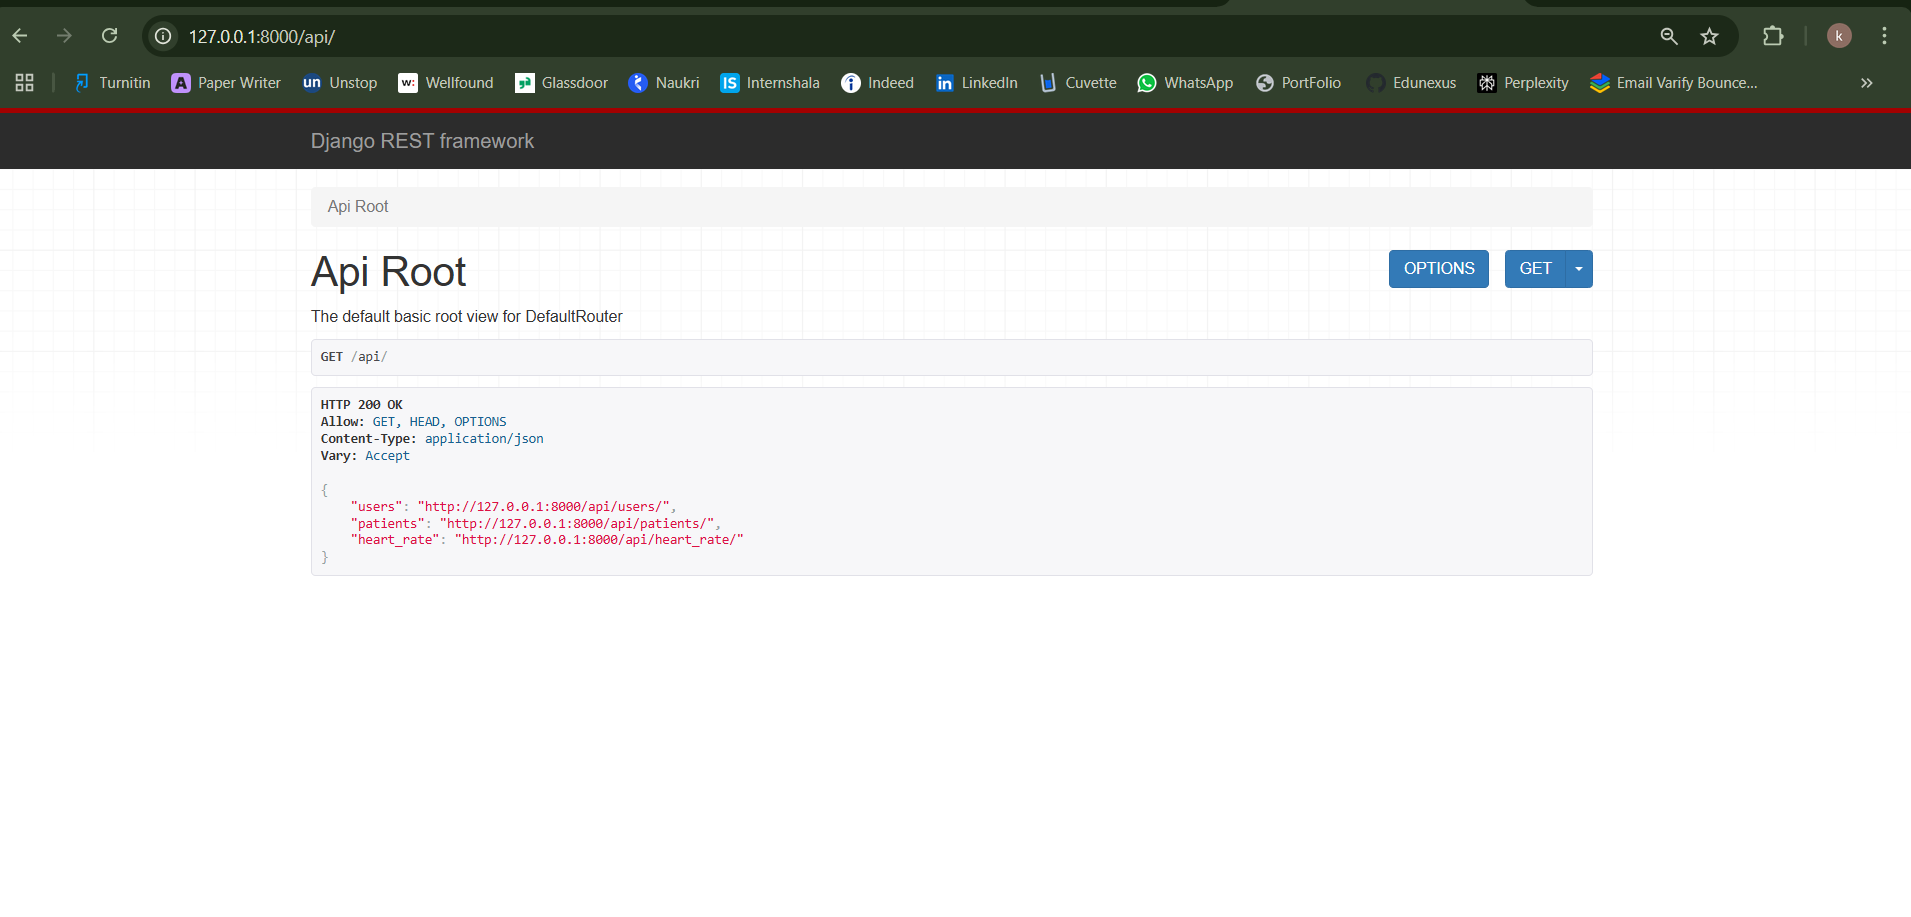 127.0.0.1:8000/api/
k
Turnitin A Paper Writer un Unstop w: Wellfound Glassdoor Naukri IS Internshala Indeed in LinkedIn Cuvette WhatsApp PortFolio Edunexus Perplexity Email Varify Bounce... »
Django REST framework
Api Root
Api Root OPTIONS GET
The default basic root view for DefaultRouter
GET /api/
HTTP 200 OK
Allow: GET, HEAD, OPTIONS
Content-Type: application/json
Vary: Accept
{
"users": "http://127.0.0.1:8000/api/users/",
"patients": "http://127.0.0.1:8000/api/patients/",
"heart_rate": "http://127.0.0.1:8000/api/heart_rate/"
}